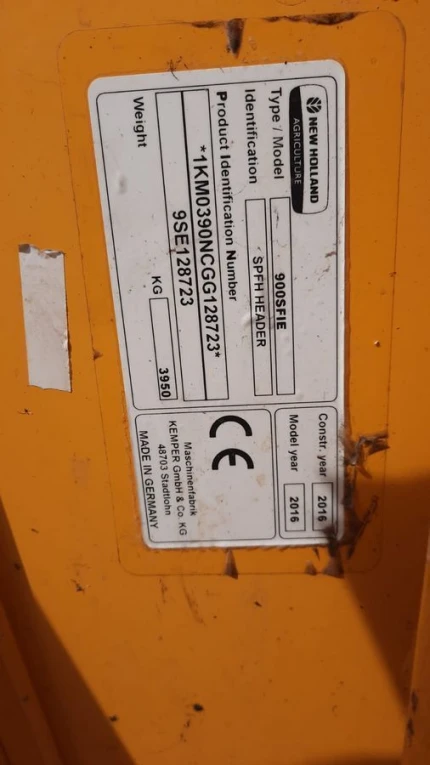 NEW HOLLAND
AGRICULTURE
Type / Model 900SFIE
Identification SPFH HEADER
Product Identification Number
*1KM0390NCGG128723*
9SE128723
Weight KG 3950
Constr. year 2016
Model year 2016
CE
Maschinenfabrik
KEMPER GmbH & Co. KG
48703 Stadtlohn
MADE IN GERMANY